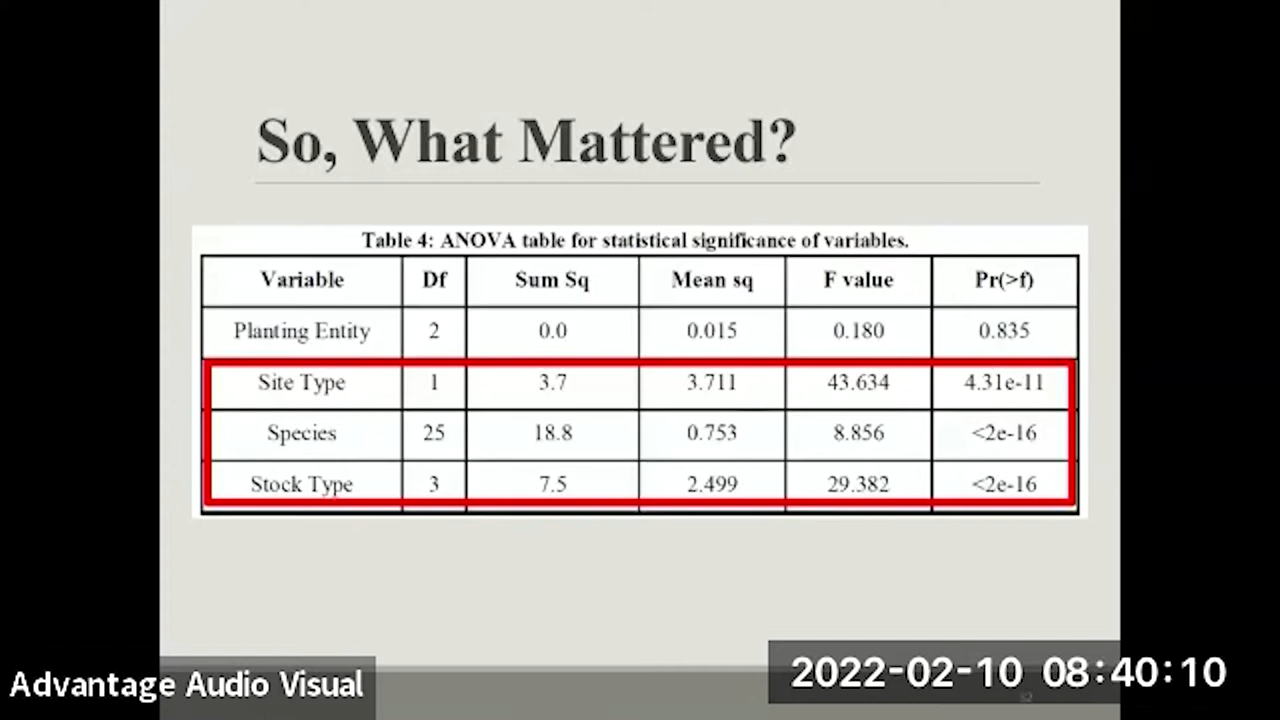 So, What Mattered?
Table 4: ANOVA table for statistical significance of variables.
Variable Df Sum Sq Mean sq F value Pr(>f)
Planting Entity 2 0.0 0.015 0.180 0.835
Site Type 1 3.7 3.711 43.634 4.31e-11
Species 25 18.8 0.753 8.856 <2e-16
Stock Type 3 7.5 2.499 29.382 <2e-16
Advantage Audio Visual
2022-02-10 08:40:10